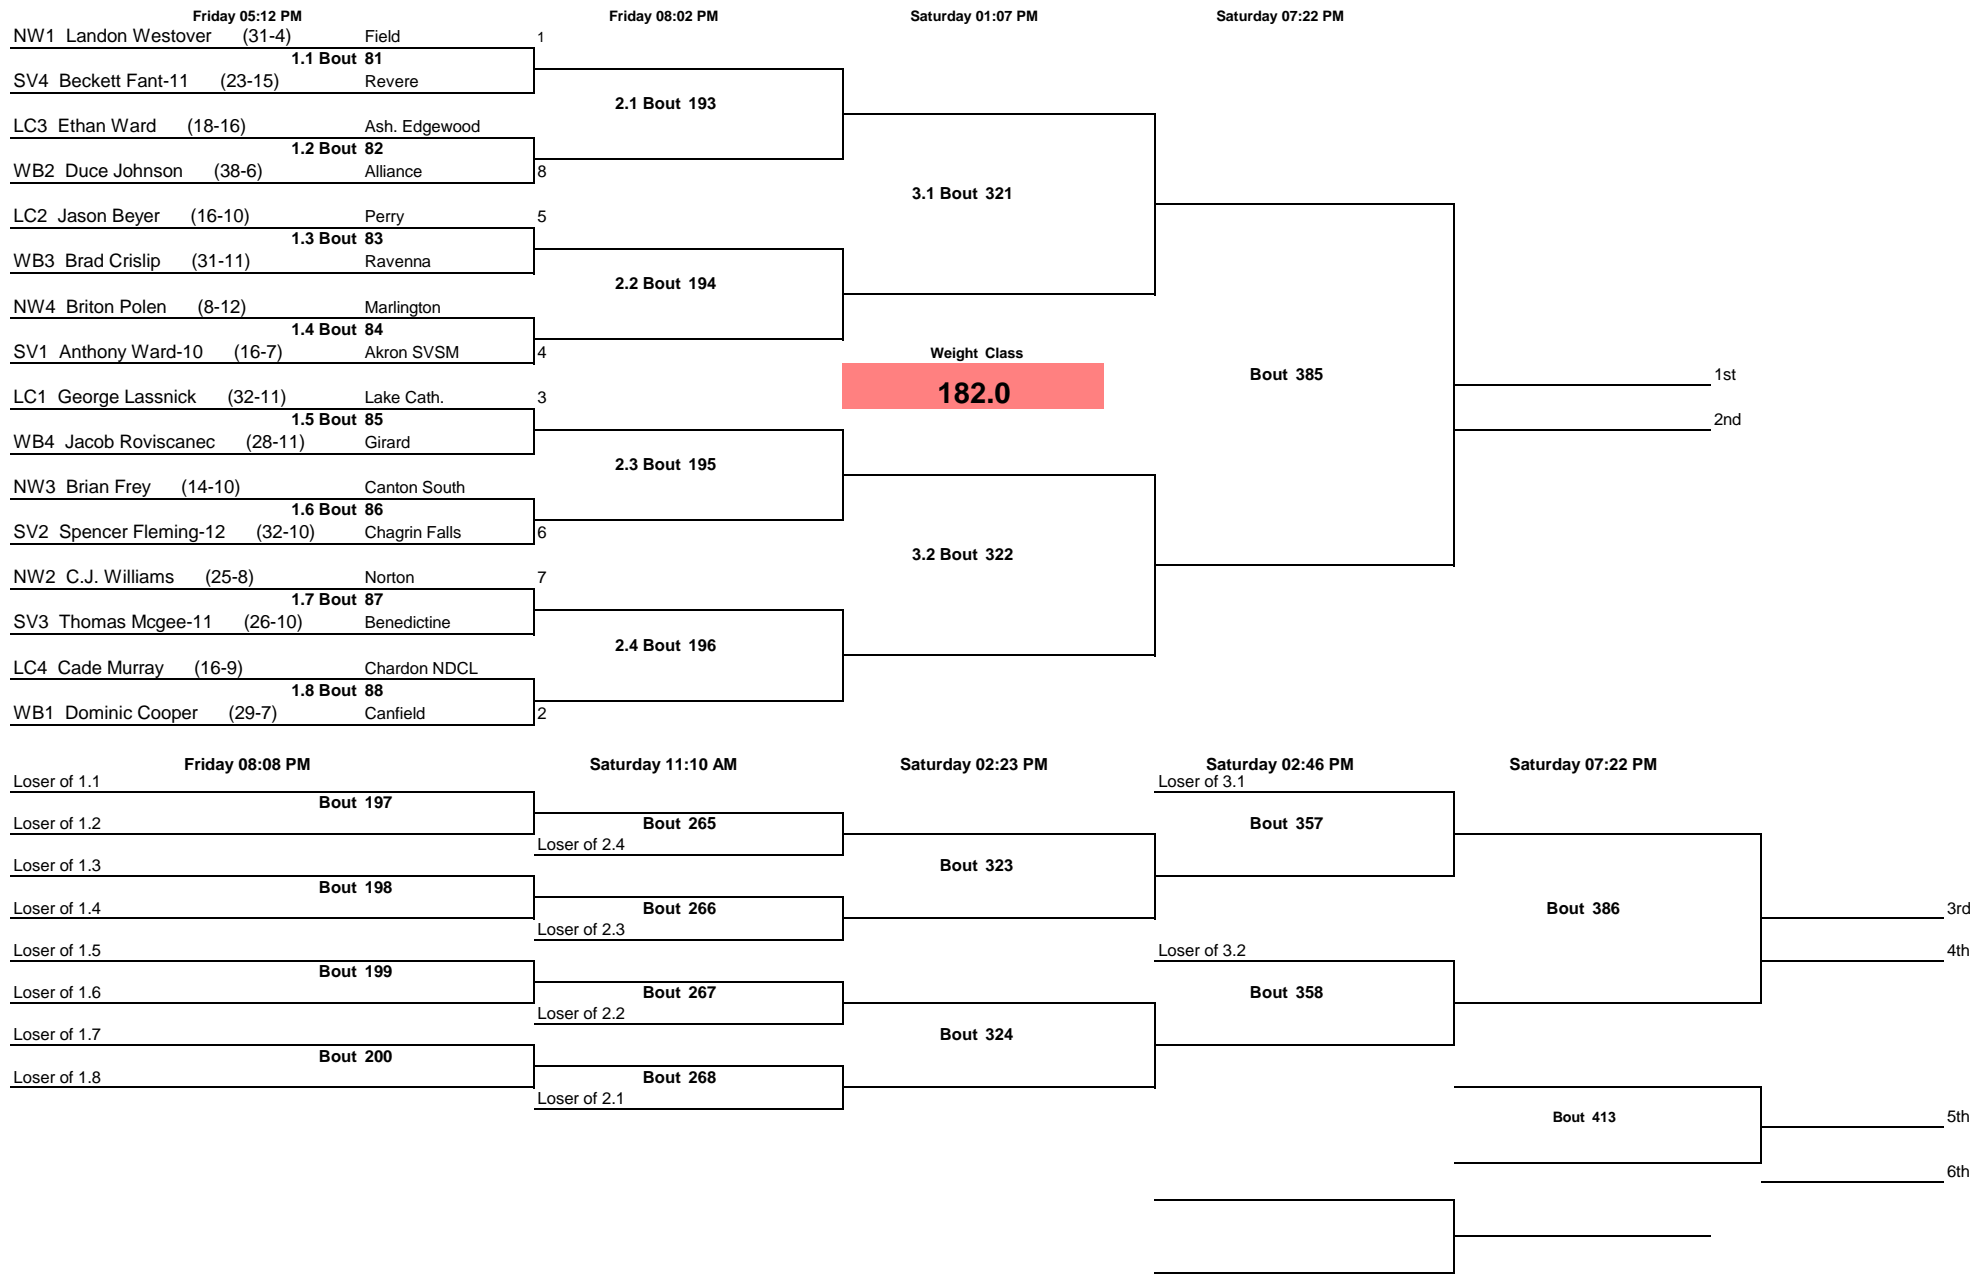 Friday 05:12 PM Friday 08:02 PM Saturday 01:07 PM Saturday 07:22 PM
NW1 Landon Westover (31-4) Field 1
1.1 Bout 81
SV4 Beckett Fant-11 (23-15) Revere
2.1 Bout 193
LC3 Ethan Ward (18-16) Ash. Edgewood
1.2 Bout 82
WB2 Duce Johnson (38-6) Alliance 8
3.1 Bout 321
LC2 Jason Beyer (16-10) Perry 5
1.3 Bout 83
WB3 Brad Crislip (31-11) Ravenna
2.2 Bout 194
NW4 Briton Polen (8-12) Marlington
1.4 Bout 84
SV1 Anthony Ward-10 (16-7) Akron SVSM 4 Weight Class
Bout 385 1st
182.0
LC1 George Lassnick (32-11) Lake Cath. 3
1.5 Bout 85 2nd
WB4 Jacob Roviscanec (28-11) Girard
2.3 Bout 195
NW3 Brian Frey (14-10) Canton South
1.6 Bout 86
SV2 Spencer Fleming-12 (32-10) Chagrin Falls 6
3.2 Bout 322
NW2 C.J. Williams (25-8) Norton 7
1.7 Bout 87
SV3 Thomas Mcgee-11 (26-10) Benedictine
2.4 Bout 196
LC4 Cade Murray (16-9) Chardon NDCL
1.8 Bout 88
WB1 Dominic Cooper (29-7) Canfield 2
Friday 08:08 PM Saturday 11:10 AM Saturday 02:23 PM Saturday 02:46 PM Saturday 07:22 PM
Loser of 1.1 Loser of 3.1
Bout 197
Loser of 1.2 Bout 265 Bout 357
Loser of 2.4
Loser of 1.3 Bout 323
Bout 198
Loser of 1.4 Bout 266 Bout 386 3rd
Loser of 2.3
Loser of 1.5 Loser of 3.2 4th
Bout 199
Loser of 1.6 Bout 267 Bout 358
Loser of 2.2
Loser of 1.7 Bout 324
Bout 200
Loser of 1.8 Bout 268
Loser of 2.1
Bout 413 5th
6th